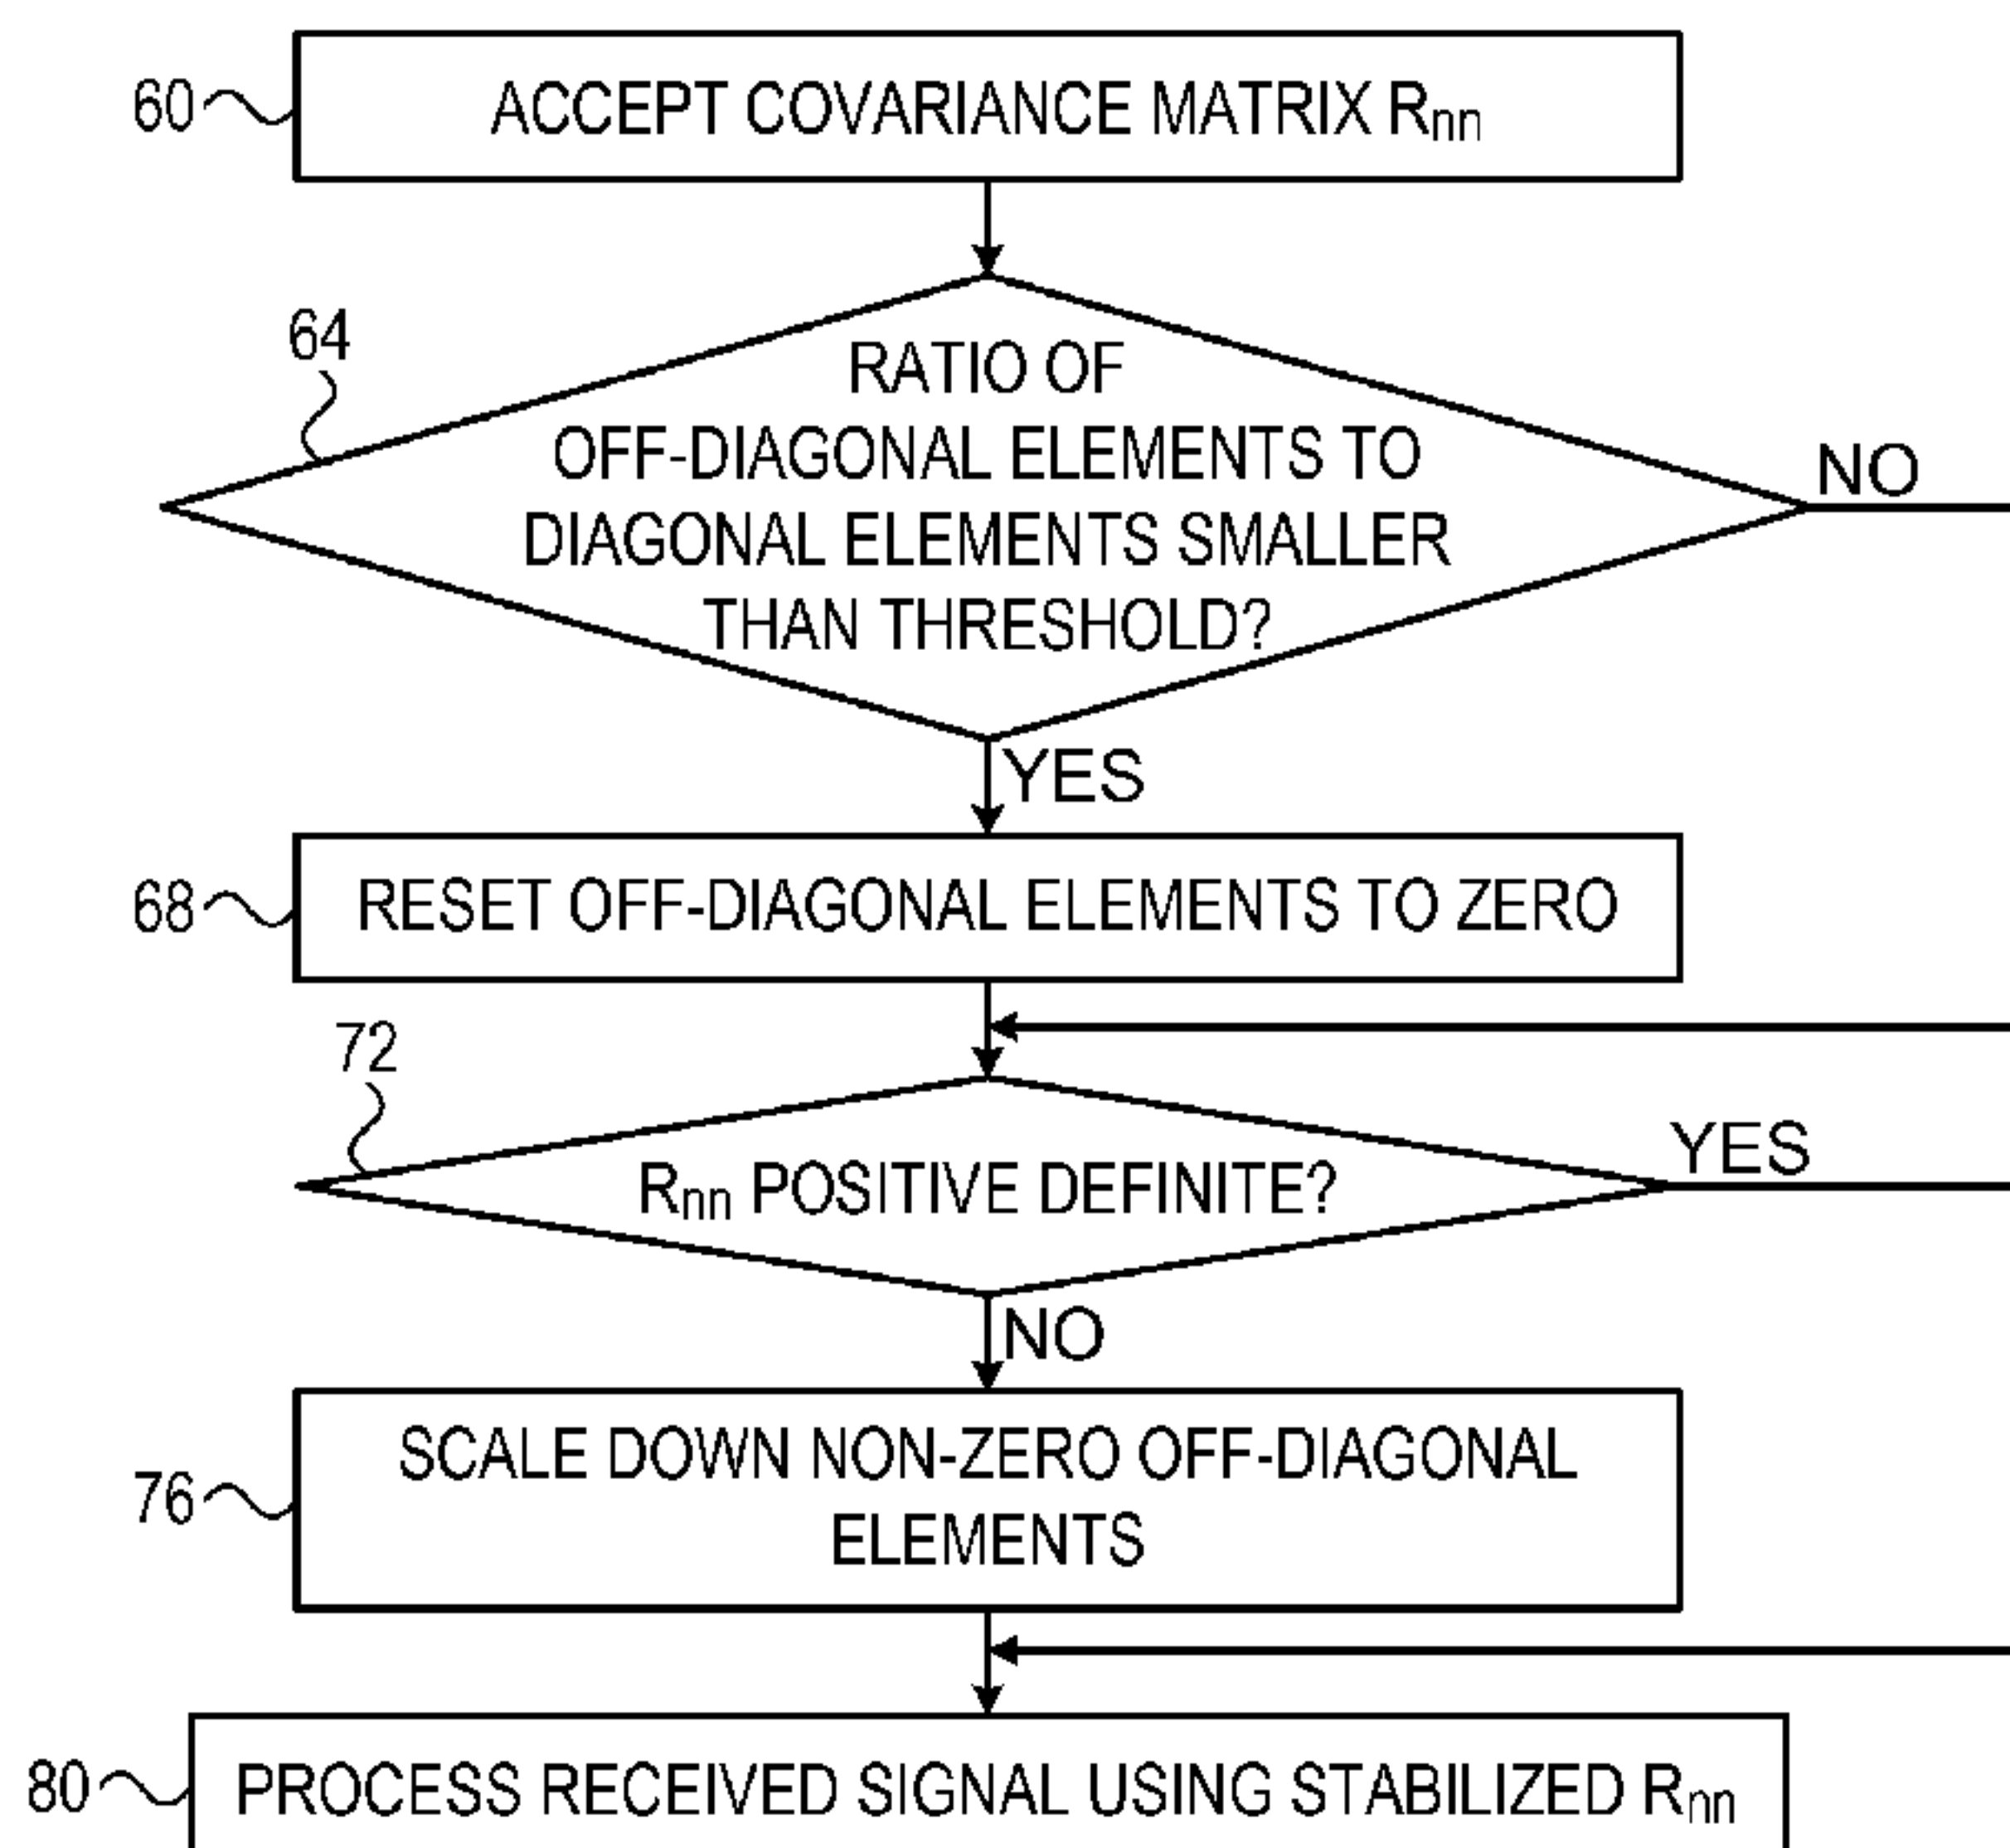 60
ACCEPT COVARIANCE MATRIX Rnn
64
RATIO OF
OFF-DIAGONAL ELEMENTS TO
DIAGONAL ELEMENTS SMALLER
THAN THRESHOLD?
NO
YES
68
RESET OFF-DIAGONAL ELEMENTS TO ZERO
72
Rnn POSITIVE DEFINITE?
YES
NO
76
SCALE DOWN NON-ZERO OFF-DIAGONAL
ELEMENTS
80
PROCESS RECEIVED SIGNAL USING STABILIZED Rnn